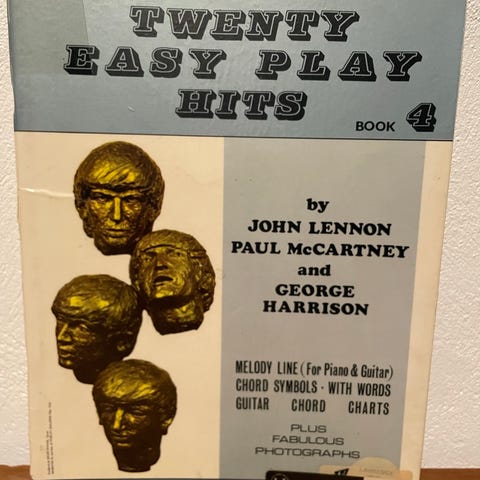 TWENTY
EASY PLAY
HITS
BOOK 4
by
JOHN LENNON
PAUL McCARTNEY
and
GEORGE
HARRISON
MELODY LINE (For Piano & Guitar)
CHORD SYMBOLS · WITH WORDS
GUITAR CHORD CHARTS
PLUS
FABULOUS
PHOTOGRAPHS